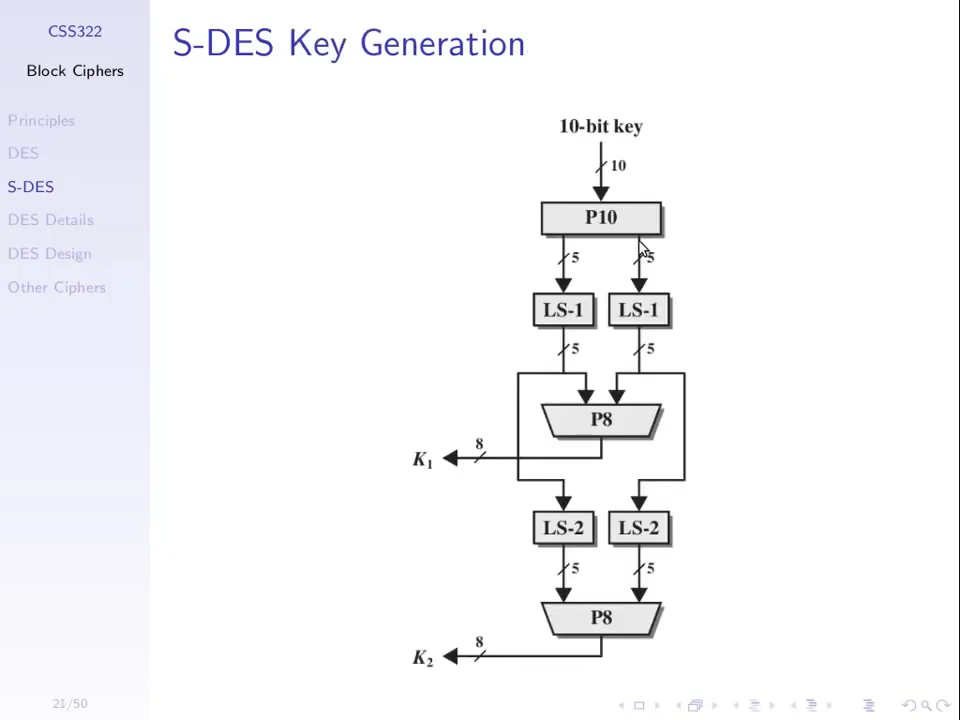 CSS322
Block Ciphers
Principles
DES
S-DES
DES Details
DES Design
Other Ciphers
21/50
S-DES Key Generation
10-bit key
10
P10
5 5
LS-1 LS-1
5 5
P8
8
K1
LS-2 LS-2
5 5
P8
8
K2